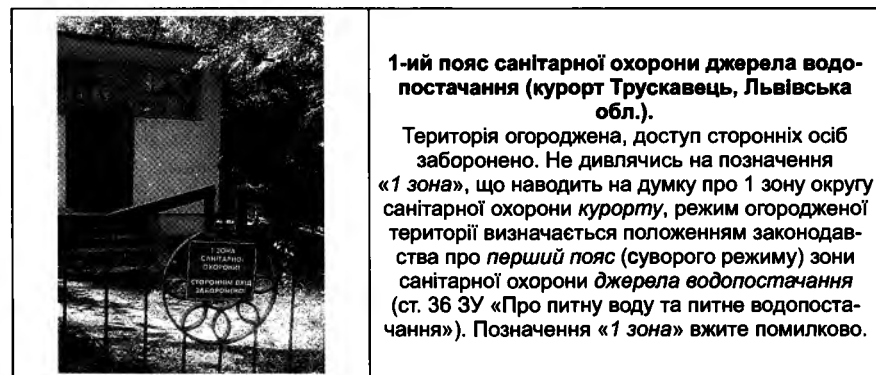 1 ЗОНА
САНІТАРНОЇ
ОХОРОНИ
СТОРОННІМ ВХІД
ЗАБОРОНЕНО
1-ий пояс санітарної охорони джерела водо-
постачання (курорт Трускавець, Львівська
обл.).
Територія огороджена, доступ сторонніх осіб
заборонено. Не дивлячись на позначення
«1 зона», що наводить на думку про 1 зону округу
санітарної охорони курорту, режим огородженої
території визначається положенням законодав-
ства про перший пояс (суворого режиму) зони
санітарної охорони джерела водопостачання
(ст. 36 ЗУ «Про питну воду та питне водопоста-
чання»). Позначення «1 зона» вжите помилково.